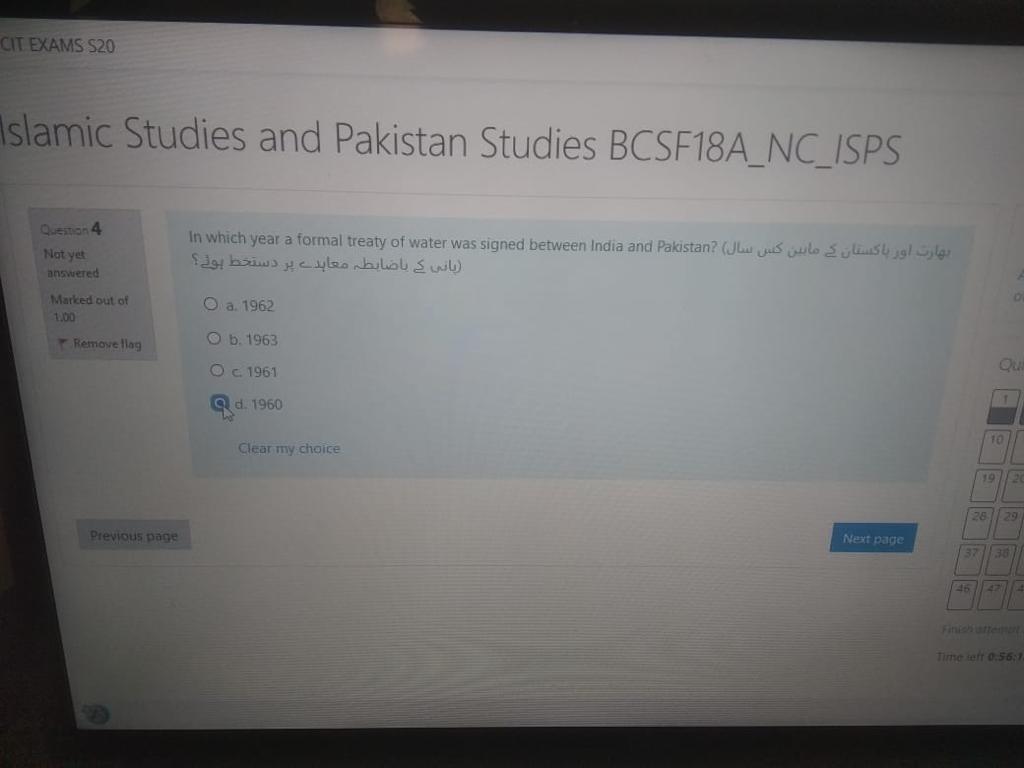 CIT EXAMS S20
Islamic Studies and Pakistan Studies BCSF18A_NC_ISPS
Question 4
Not yet
answered
Marked out of
1.00
Remove flag
In which year a formal treaty of water was signed between India and Pakistan? (بھارت اور پاکستان کے مابین کس سال
پانی کے باضابطہ معاہدے پر دستخط ہوئے؟)
a. 1962
b. 1963
c. 1961
d. 1960
Clear my choice
Previous page
Next page
1
10
19
28 29
37 38
46 47
Finish attempt
Time left 0:56:1